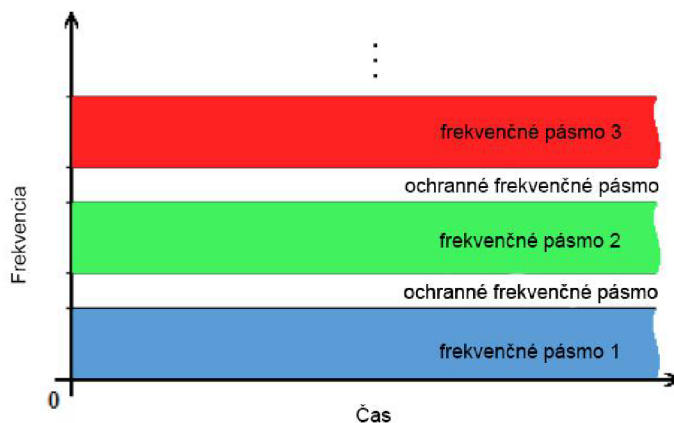 frekvenčné pásmo 3
ochranné frekvenčné pásmo
frekvenčné pásmo 2
ochranné frekvenčné pásmo
frekvenčné pásmo 1
Frekvencia
0
Čas